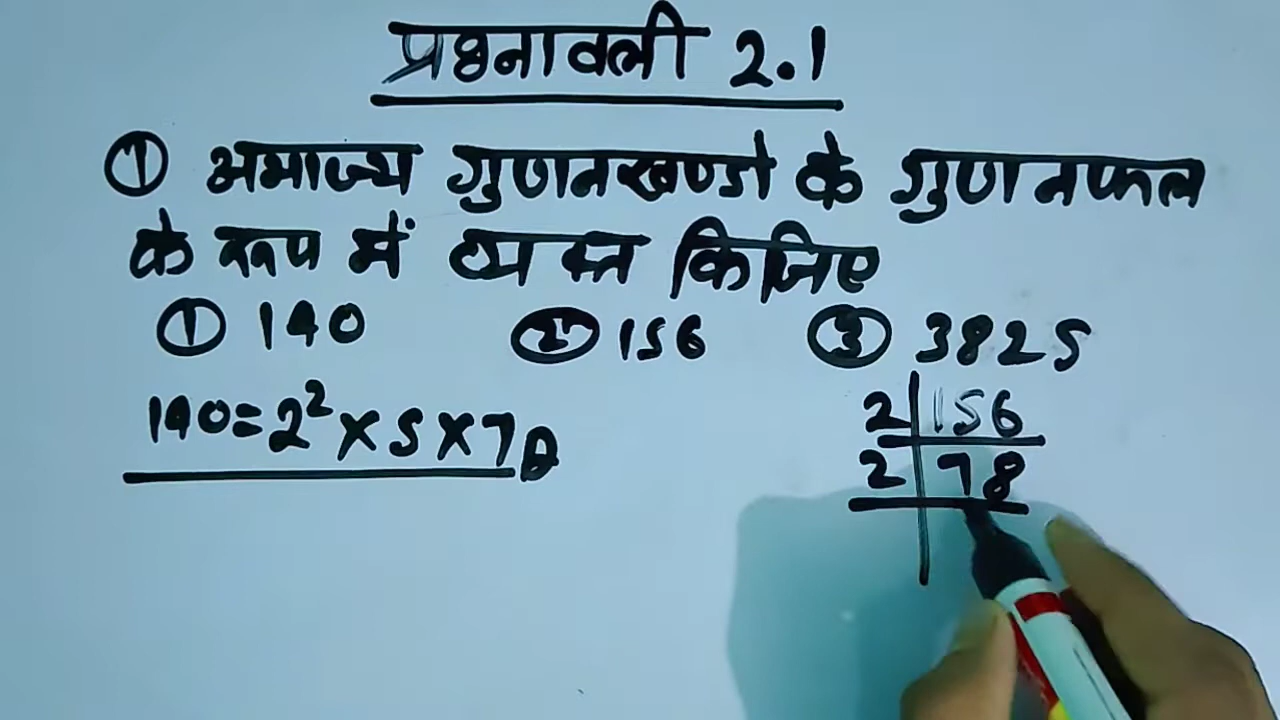 प्रश्नावली 2.1
① अभाज्य गुणनखण्डो के गुणनफल
के रूप में व्यक्त किजिए
① 140 ② 156 ③ 3825
140=2²×5×7
2 | 156
2 | 78